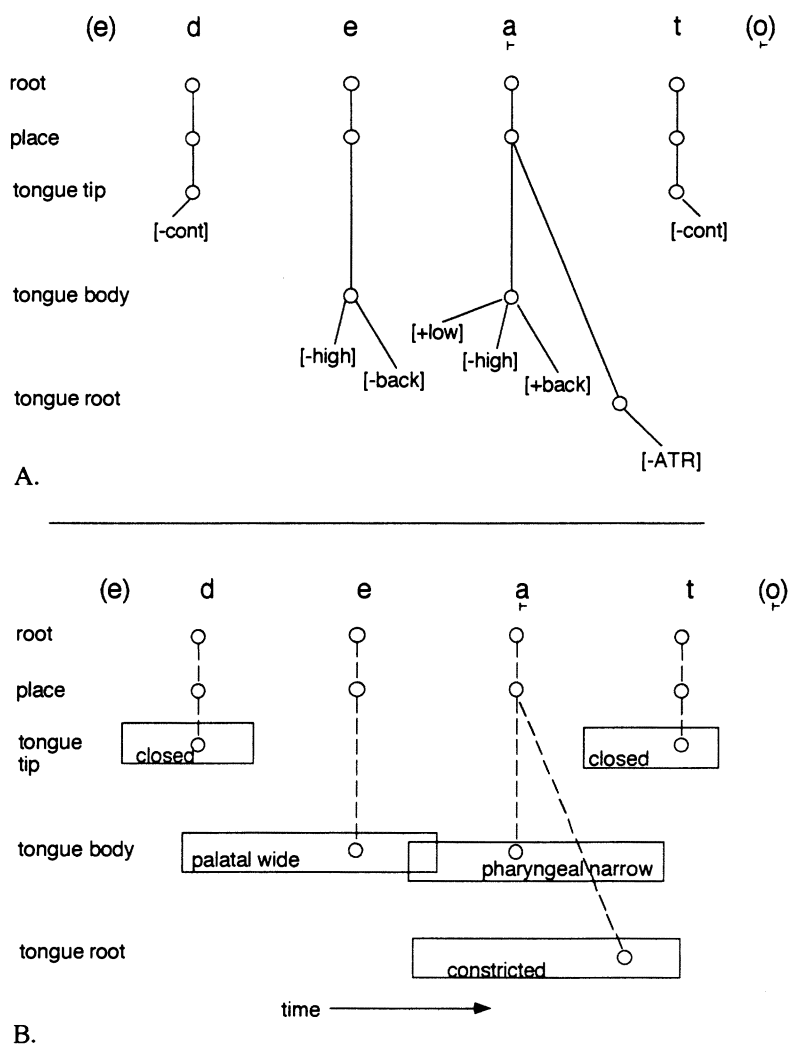 (e) d e a̙ t (o̙)
root
place
tongue tip
[-cont] [-cont]
tongue body
[+low]
[-high] [-high]
[-back] [+back]
tongue root
[-ATR]
A.
(e) d e a̙ t (o̙)
root
place
tongue
tip
closed closed
tongue body
palatal wide pharyngeal narrow
tongue root
constricted
time
B.